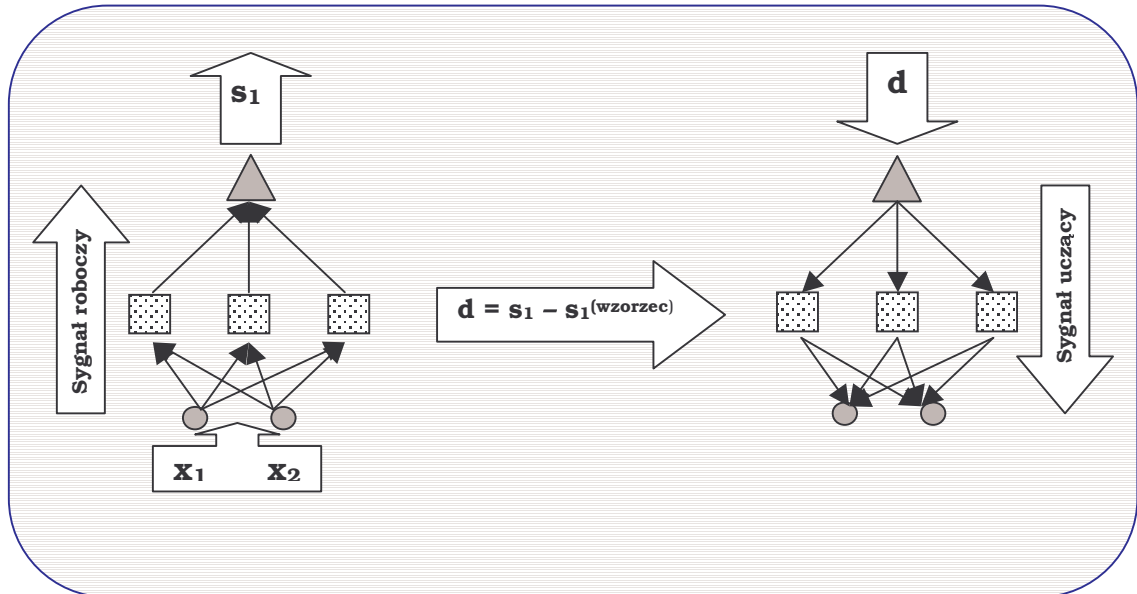 s₁
d
Sygnał roboczy
d = s₁ – s₁(wzorzec)
Sygnał uczący
x₁ x₂